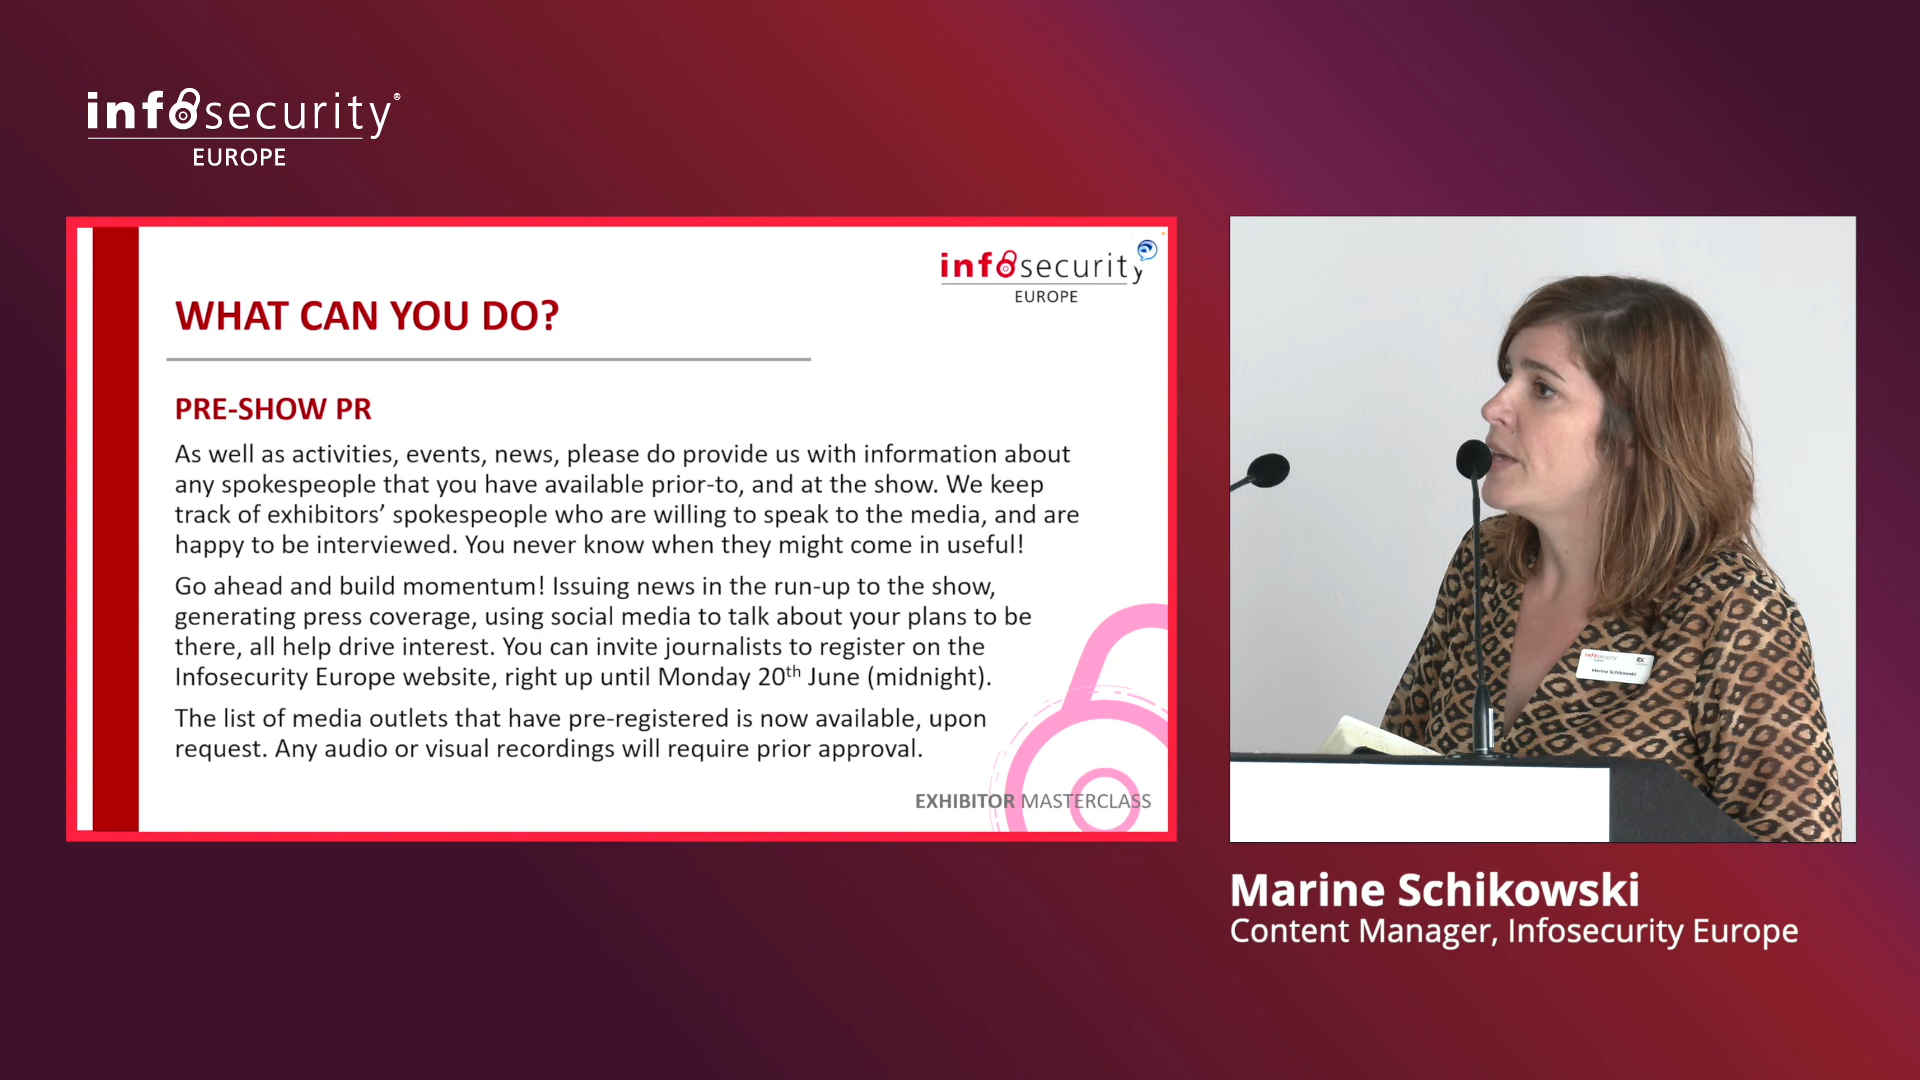 infosecurity®
EUROPE
infosecurity
EUROPE
WHAT CAN YOU DO?
PRE-SHOW PR
As well as activities, events, news, please do provide us with information about
any spokespeople that you have available prior-to, and at the show. We keep
track of exhibitors’ spokespeople who are willing to speak to the media, and are
happy to be interviewed. You never know when they might come in useful!
Go ahead and build momentum! Issuing news in the run-up to the show,
generating press coverage, using social media to talk about your plans to be
there, all help drive interest. You can invite journalists to register on the
Infosecurity Europe website, right up until Monday 20th June (midnight).
The list of media outlets that have pre-registered is now available, upon
request. Any audio or visual recordings will require prior approval.
EXHIBITOR MASTERCLASS
infosecurity
Marine Schikowski
Marine Schikowski
Content Manager, Infosecurity Europe